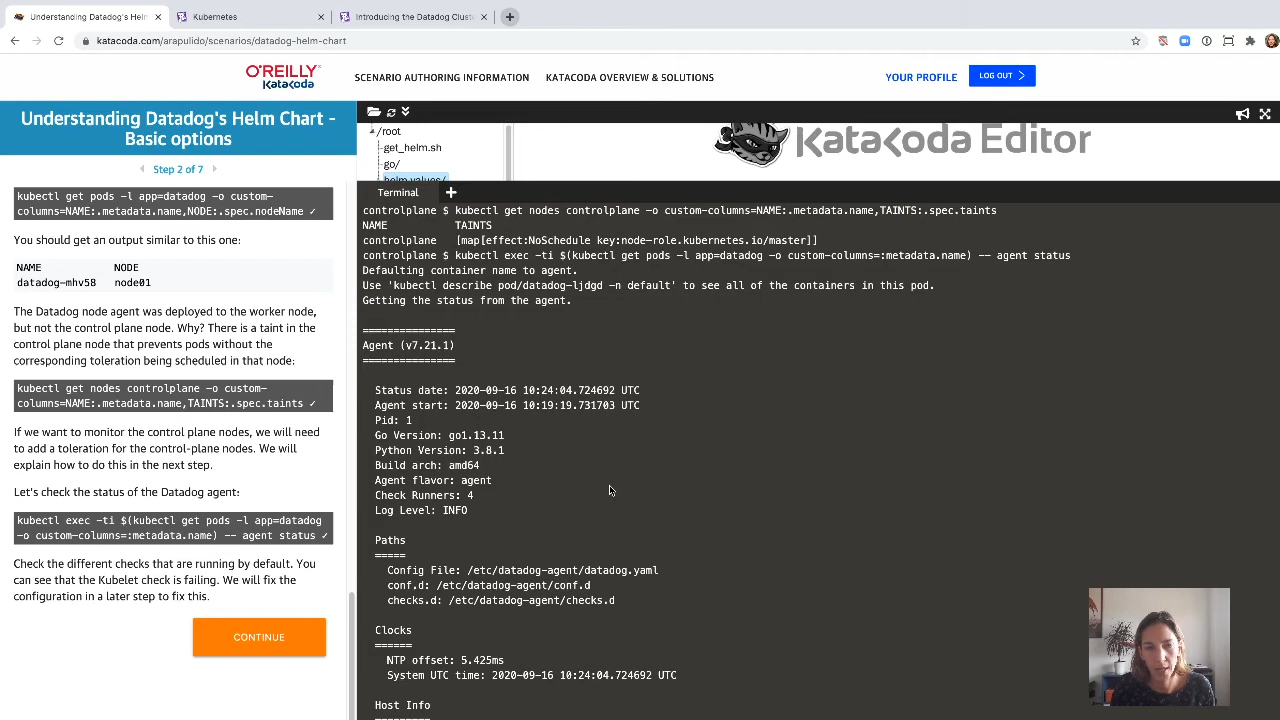 Understanding Datadog's Helm
Kubernetes
Introducing the Datadog Cluste
katacoda.com/arapulido/scenarios/datadog-helm-chart
O'REILLY
Katacoda
SCENARIO AUTHORING INFORMATION
KATACODA OVERVIEW & SOLUTIONS
YOUR PROFILE
LOG OUT
Understanding Datadog's Helm Chart -
Basic options
Step 2 of 7
kubectl get pods -l app=datadog -o custom-
columns=NAME:.metadata.name,NODE:.spec.nodeName ✓
You should get an output similar to this one:
NAME NODE
datadog-mhv58 node01
The Datadog node agent was deployed to the worker node,
but not the control plane node. Why? There is a taint in the
control plane node that prevents pods without the
corresponding toleration being scheduled in that node:
kubectl get nodes controlplane -o custom-
columns=NAME:.metadata.name,TAINTS:.spec.taints ✓
If we want to monitor the control plane nodes, we will need
to add a toleration for the control-plane nodes. We will
explain how to do this in the next step.
Let's check the status of the Datadog agent:
kubectl exec -ti $(kubectl get pods -l app=datadog
-o custom-columns=:metadata.name) -- agent status ✓
Check the different checks that are running by default. You
can see that the Kubelet check is failing. We will fix the
configuration in a later step to fix this.
CONTINUE
/root
get_helm.sh
go/
helm values/
KATACODA Editor
Terminal
controlplane $ kubectl get nodes controlplane -o custom-columns=NAME:.metadata.name,TAINTS:.spec.taints
NAME TAINTS
controlplane [map[effect:NoSchedule key:node-role.kubernetes.io/master]]
controlplane $ kubectl exec -ti $(kubectl get pods -l app=datadog -o custom-columns=:metadata.name) -- agent status
Defaulting container name to agent.
Use 'kubectl describe pod/datadog-ljdgd -n default' to see all of the containers in this pod.
Getting the status from the agent.
===============
Agent (v7.21.1)
===============
Status date: 2020-09-16 10:24:04.724692 UTC
Agent start: 2020-09-16 10:19:19.731703 UTC
Pid: 1
Go Version: go1.13.11
Python Version: 3.8.1
Build arch: amd64
Agent flavor: agent
Check Runners: 4
Log Level: INFO
Paths
=====
Config File: /etc/datadog-agent/datadog.yaml
conf.d: /etc/datadog-agent/conf.d
checks.d: /etc/datadog-agent/checks.d
Clocks
======
NTP offset: 5.425ms
System UTC time: 2020-09-16 10:24:04.724692 UTC
Host Info
=========